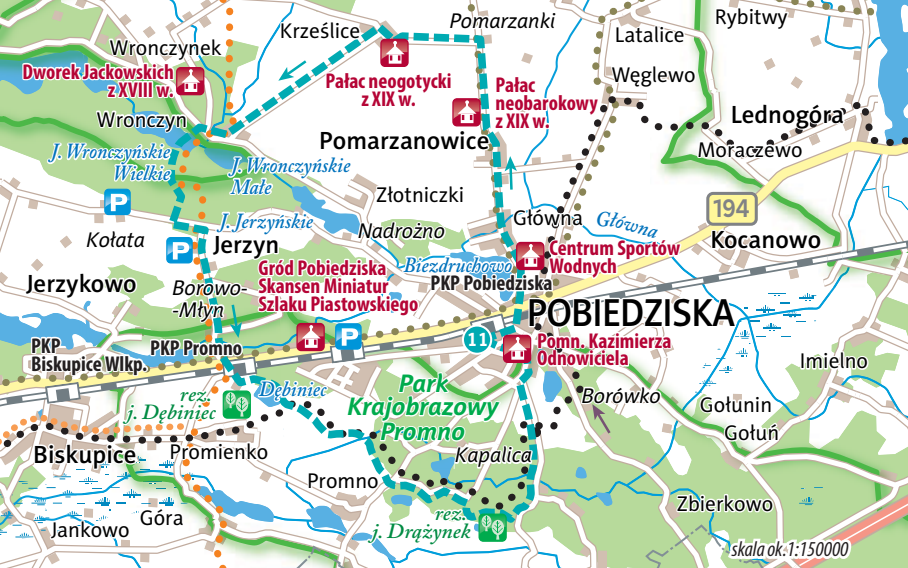 Rybitwy
Pomarzanki
Krześlice
Latalice
Wronczynek
Węglewo
Dworek Jackowskich
z XVIII w.
Pałac neogotycki
z XIX w.
Pałac
neobarokowy
z XIX w.
Lednogóra
Wronczyn
Pomarzanowice
Moraczewo
J. Wronczyńskie
Wielkie
J. Wronczyńskie
Małe
Złotniczki
P
194
Główna
Główna
J. Jerzyńskie
Nadrożno
Kołata
P
Jerzyn
Kocanowo
Centrum Sportów
Wodnych
Biezdruchowo
PKP Pobiedziska
Gród Pobiedziska
Skansen Miniatur
Szlaku Piastowskiego
Jerzykowo
Borowo-
-Młyn
POBIEDZISKA
P
11
Pomn. Kazimierza
Odnowiciela
PKP
Biskupice Wlkp.
PKP Promno
Imielno
Park
Krajobrazowy
Promno
Dębiniec
rez.
j. Dębiniec
Borówko
Gołunin
Gołuń
Biskupice
Promienko
Kapalica
Promno
Zbierkowo
rez.
j. Drążynek
Góra
Jankowo
skala ok. 1:150000